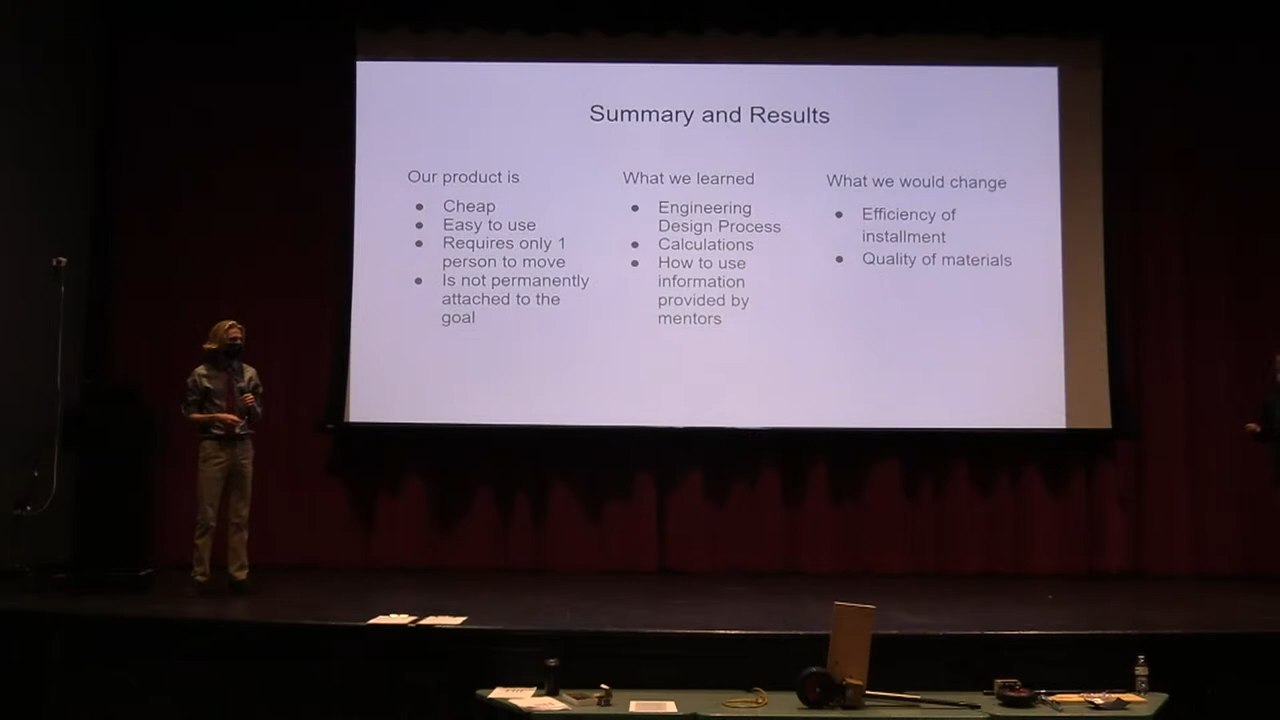 Summary and Results
Our product is
● Cheap
● Easy to use
● Requires only 1
person to move
● Is not permanently
attached to the
goal
What we learned
● Engineering
Design Process
● Calculations
● How to use
information
provided by
mentors
What we would change
● Efficiency of
installment
● Quality of materials